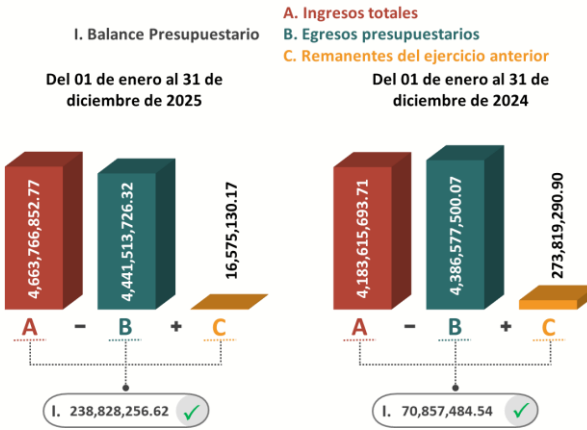 I. Balance Presupuestario
A. Ingresos totales
B. Egresos presupuestarios
C. Remanentes del ejercicio anterior
Del 01 de enero al 31 de
diciembre de 2025
4,663,766,852.77
4,441,513,726.32
16,575,130.17
A – B + C
I. 238,828,256.62
Del 01 de enero al 31 de
diciembre de 2024
4,183,615,693.71
4,386,577,500.07
273,819,290.90
A – B + C
I. 70,857,484.54